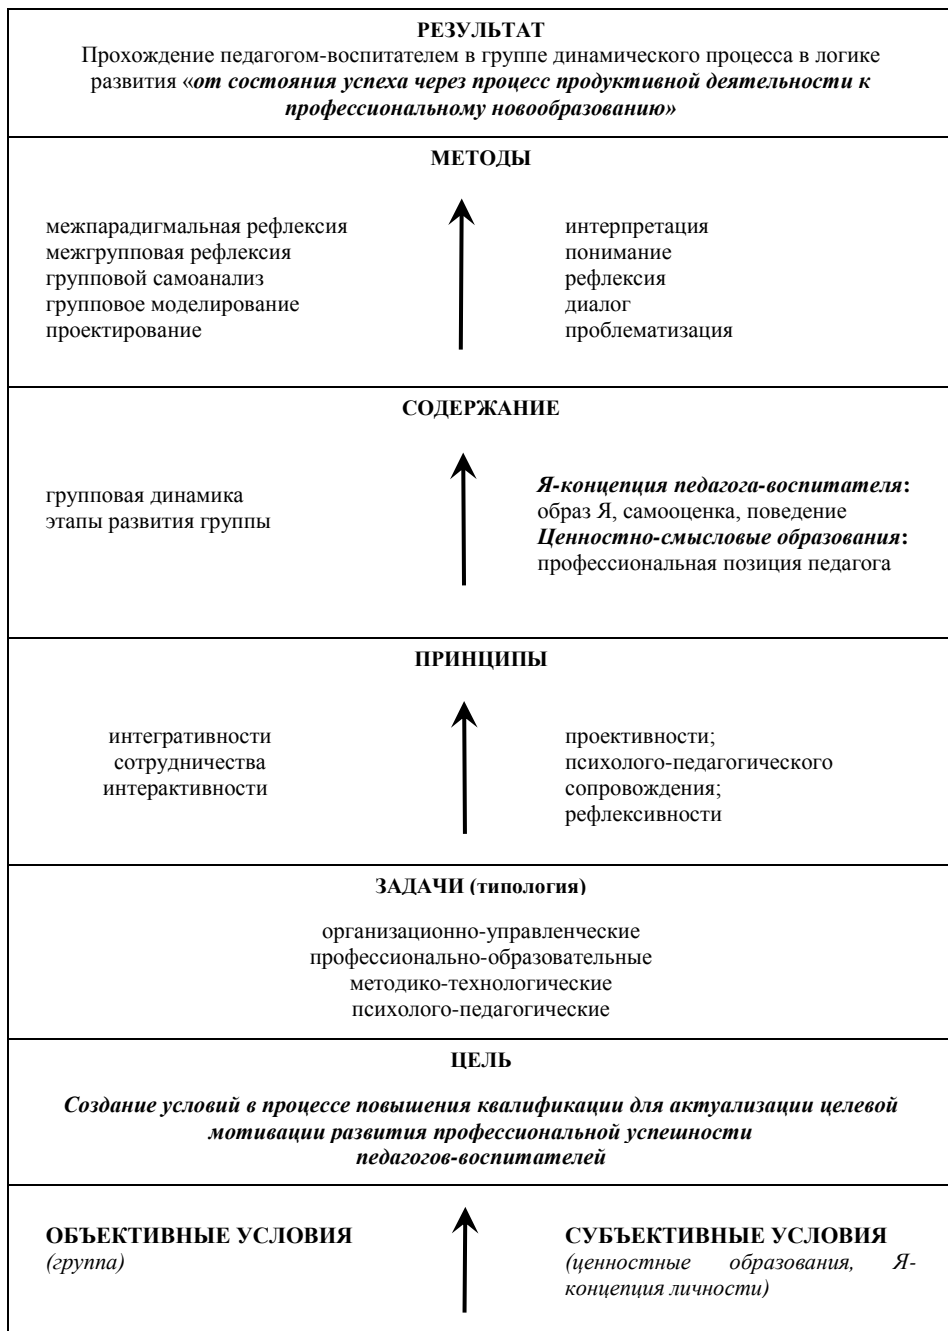 РЕЗУЛЬТАТ
Прохождение педагогом-воспитателем в группе динамического процесса в логике
развития «от состояния успеха через процесс продуктивной деятельности к
профессиональному новообразованию»
МЕТОДЫ
межпарадигмальная рефлексия
межгрупповая рефлексия
групповой самоанализ
групповое моделирование
проектирование
интерпретация
понимание
рефлексия
диалог
проблематизация
СОДЕРЖАНИЕ
групповая динамика
этапы развития группы
Я-концепция педагога-воспитателя:
образ Я, самооценка, поведение
Ценностно-смысловые образования:
профессиональная позиция педагога
ПРИНЦИПЫ
интегративности
сотрудничества
интерактивности
проективности;
психолого-педагогического
сопровождения;
рефлексивности
ЗАДАЧИ (типология)
организационно-управленческие
профессионально-образовательные
методико-технологические
психолого-педагогические
ЦЕЛЬ
Создание условий в процессе повышения квалификации для актуализации целевой
мотивации развития профессиональной успешности
педагогов-воспитателей
ОБЪЕКТИВНЫЕ УСЛОВИЯ
(группа)
СУБЪЕКТИВНЫЕ УСЛОВИЯ
(ценностные образования, Я-
концепция личности)